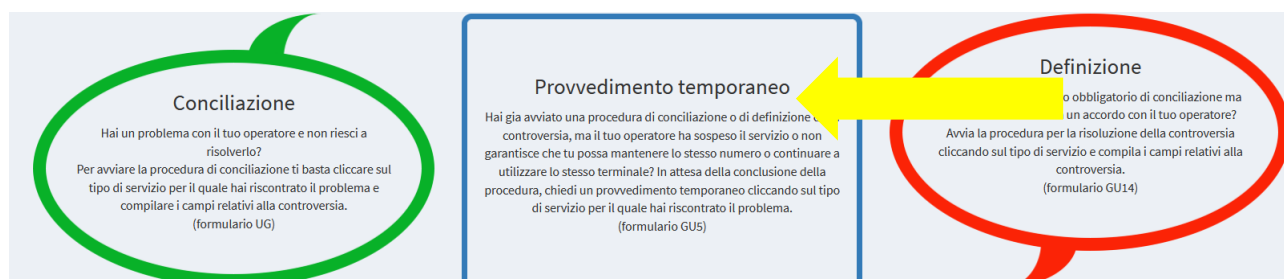 Conciliazione
Hai un problema con il tuo operatore e non riesci a
risolverlo?
Per avviare la procedura di conciliazione ti basta cliccare sul
tipo di servizio per il quale hai riscontrato il problema e
compilare i campi relativi alla controversia.
(formulario UG)
Provvedimento temporaneo
Hai gia avviato una procedura di conciliazione o di definizione
controversia, ma il tuo operatore ha sospeso il servizio o non
garantisce che tu possa mantenere lo stesso numero o continuare a
utilizzare lo stesso terminale? In attesa della conclusione della
procedura, chiedi un provvedimento temporaneo cliccando sul tipo
di servizio per il quale hai riscontrato il problema.
(formulario GU5)
Definizione
obbligatorio di conciliazione ma
un accordo con il tuo operatore?
Avvia la procedura per la risoluzione della controversia
cliccando sul tipo di servizio e compila i campi relativi alla
controversia.
(formulario GU14)